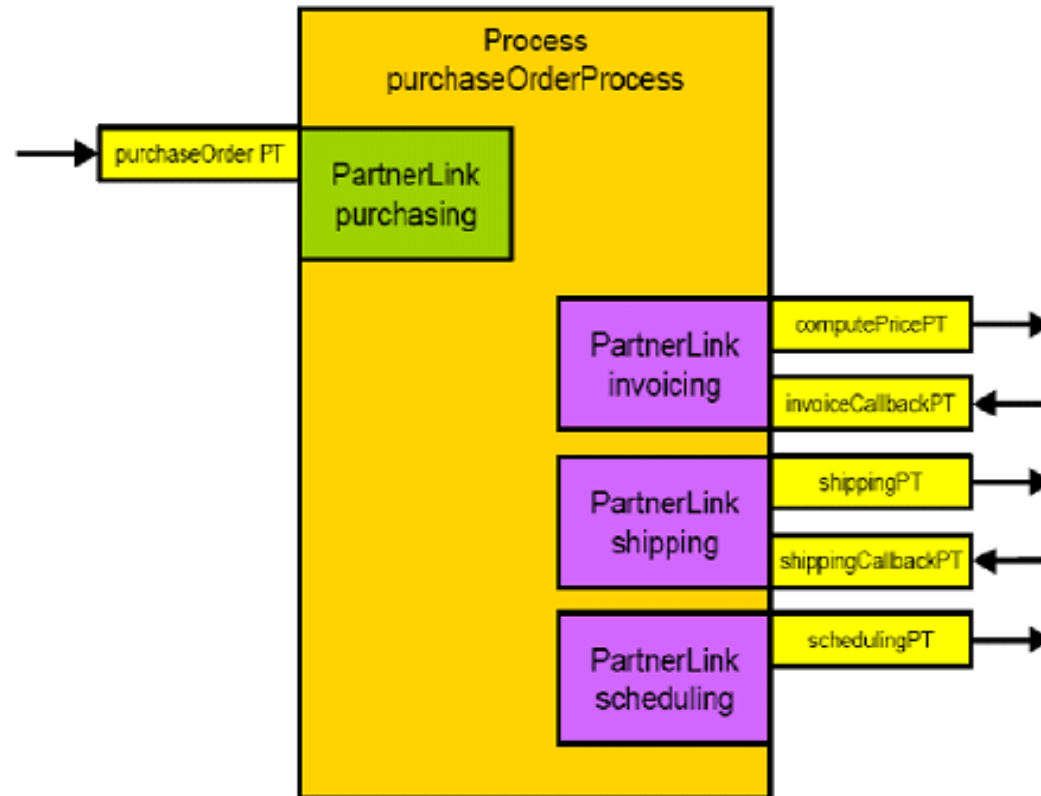 Process
purchaseOrderProcess
purchaseOrder PT
PartnerLink
purchasing
PartnerLink
invoicing
computePricePT
invoiceCallbackPT
PartnerLink
shipping
shippingPT
shippingCallbackPT
PartnerLink
scheduling
schedulingPT